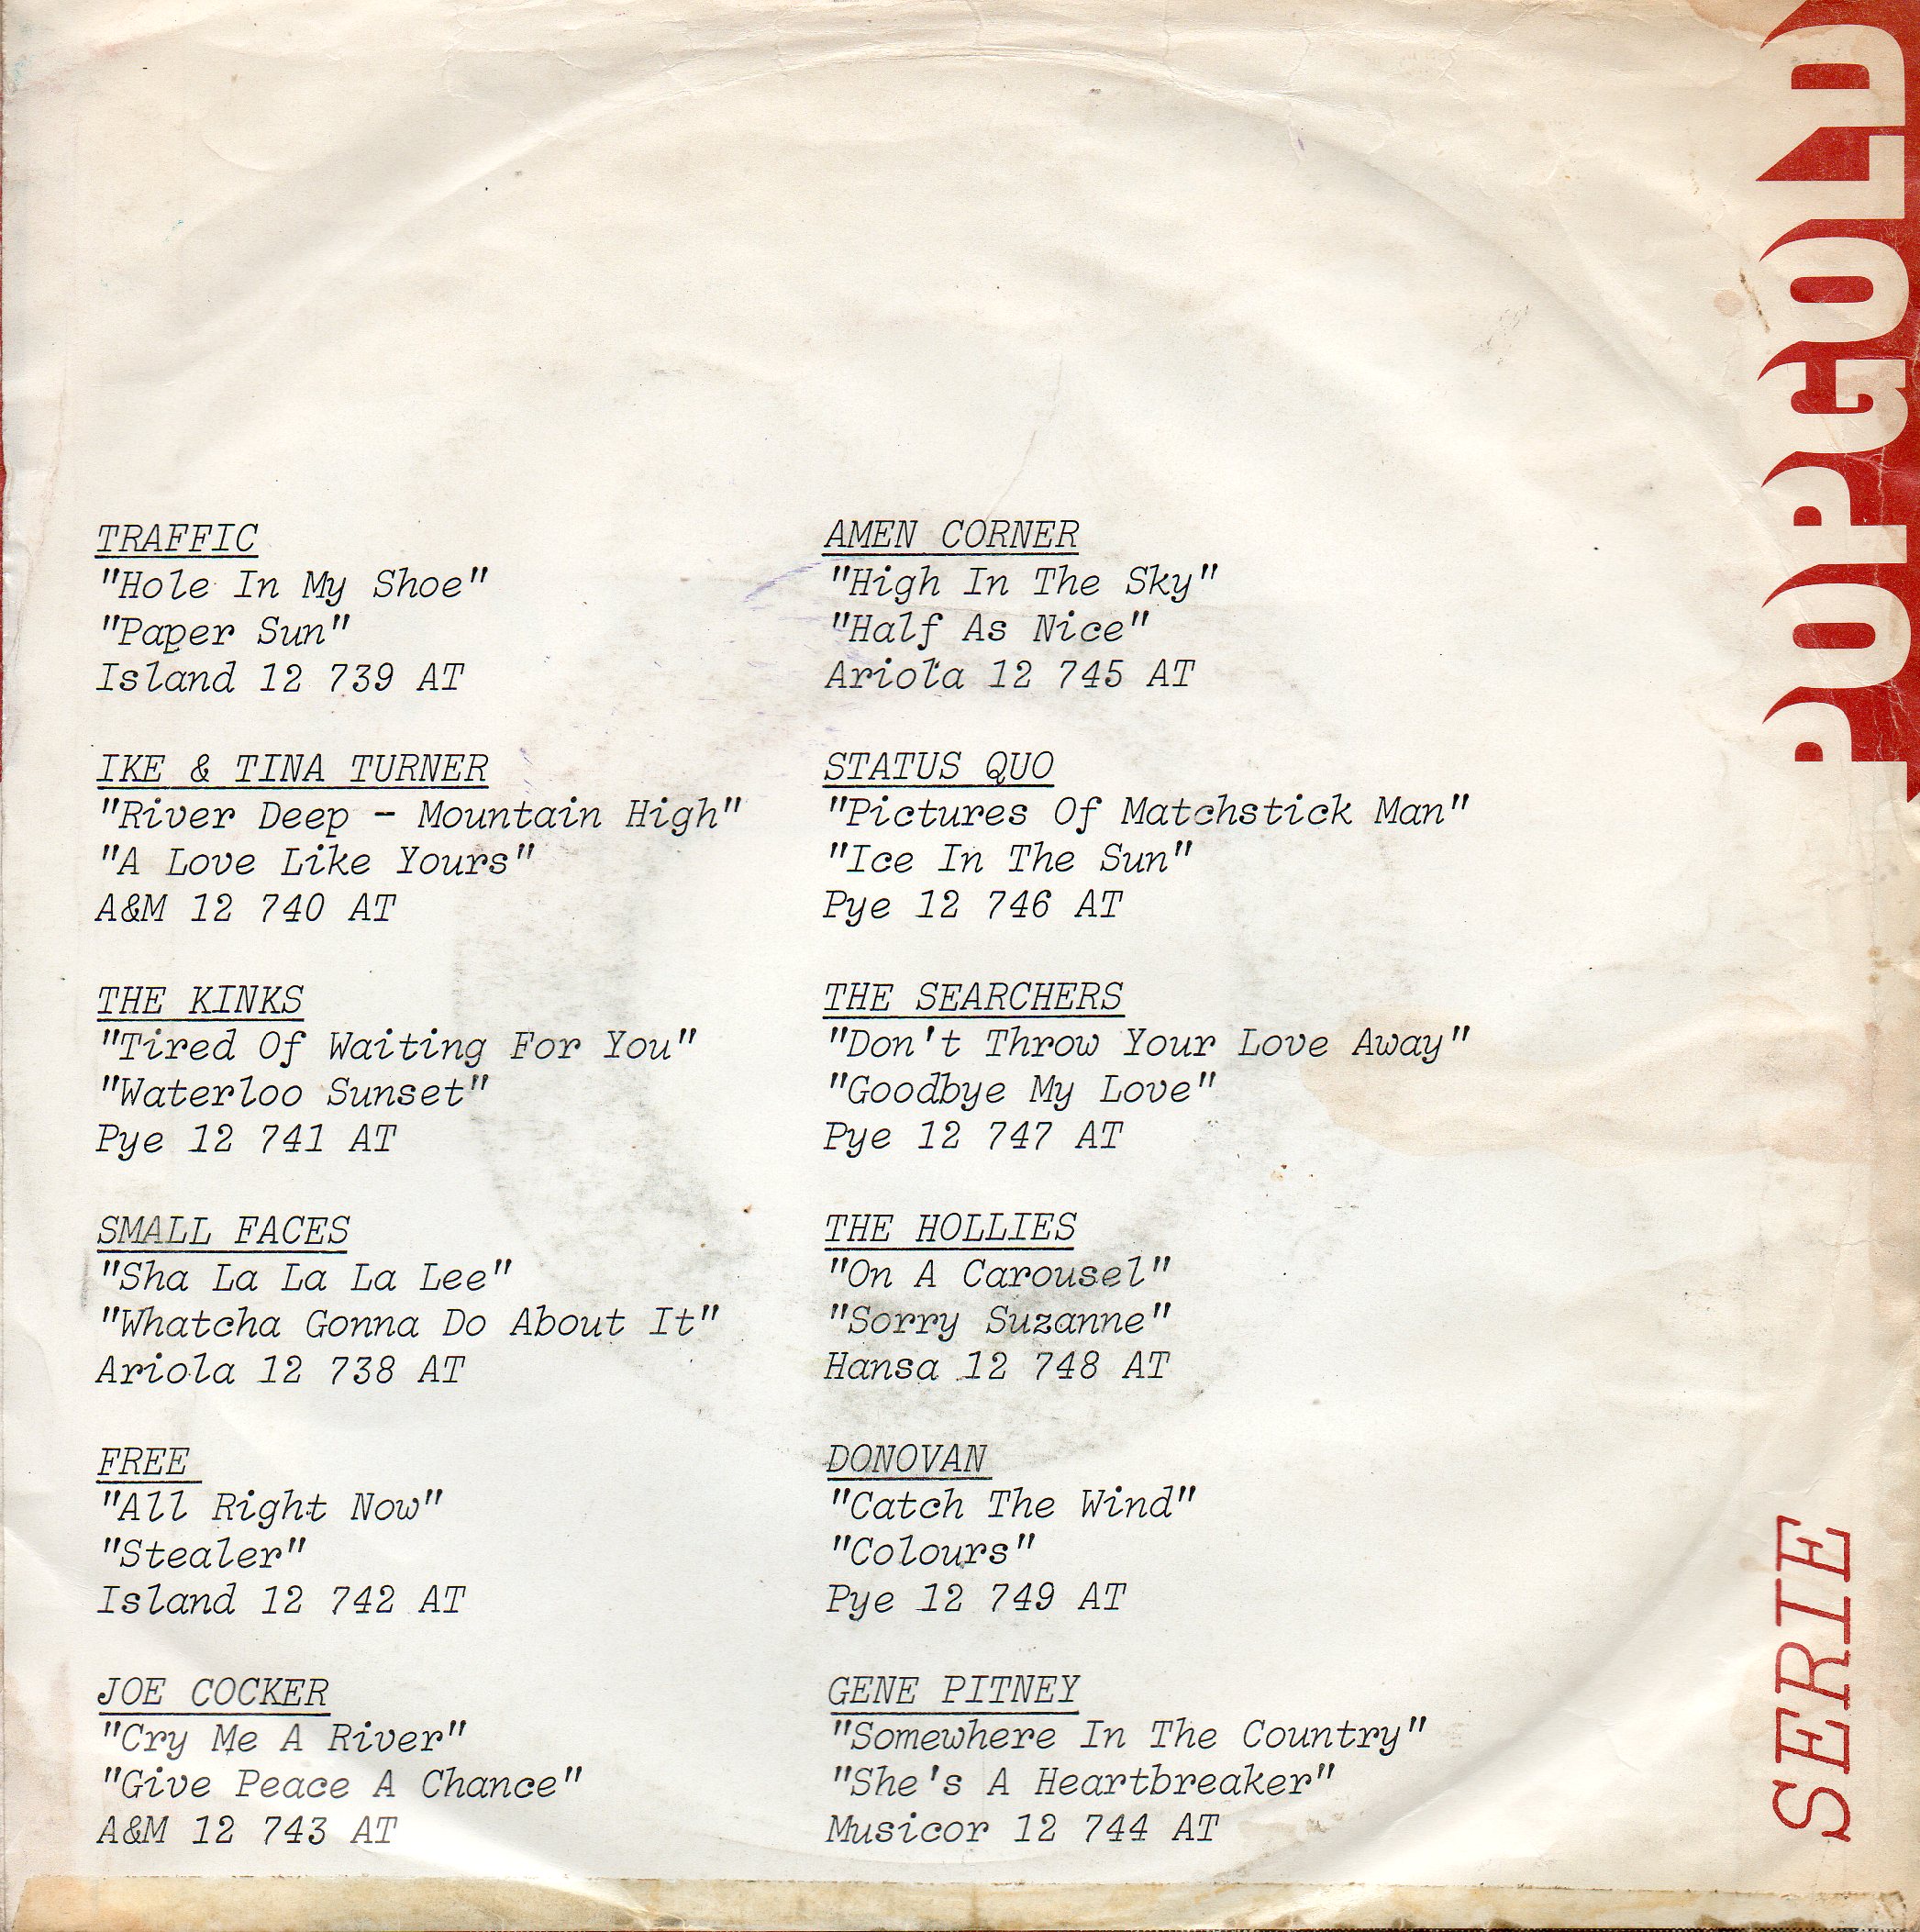 TRAFFIC
"Hole In My Shoe"
"Paper Sun"
Island 12 739 AT
IKE & TINA TURNER
"River Deep - Mountain High"
"A Love Like Yours"
A&M 12 740 AT
THE KINKS
"Tired Of Waiting For You"
"Waterloo Sunset"
Pye 12 741 AT
SMALL FACES
"Sha La La La Lee"
"Whatcha Gonna Do About It"
Ariola 12 738 AT
FREE
"All Right Now"
"Stealer"
Island 12 742 AT
JOE COCKER
"Cry Me A River"
"Give Peace A Chance"
A&M 12 743 AT
AMEN CORNER
"High In The Sky"
"Half As Nice"
Ariola 12 745 AT
STATUS QUO
"Pictures Of Matchstick Man"
"Ice In The Sun"
Pye 12 746 AT
THE SEARCHERS
"Don't Throw Your Love Away"
"Goodbye My Love"
Pye 12 747 AT
THE HOLLIES
"On A Carousel"
"Sorry Suzanne"
Hansa 12 748 AT
DONOVAN
"Catch The Wind"
"Colours"
Pye 12 749 AT
GENE PITNEY
"Somewhere In The Country"
"She's A Heartbreaker"
Musicor 12 744 AT
POPGOLD
SERIE